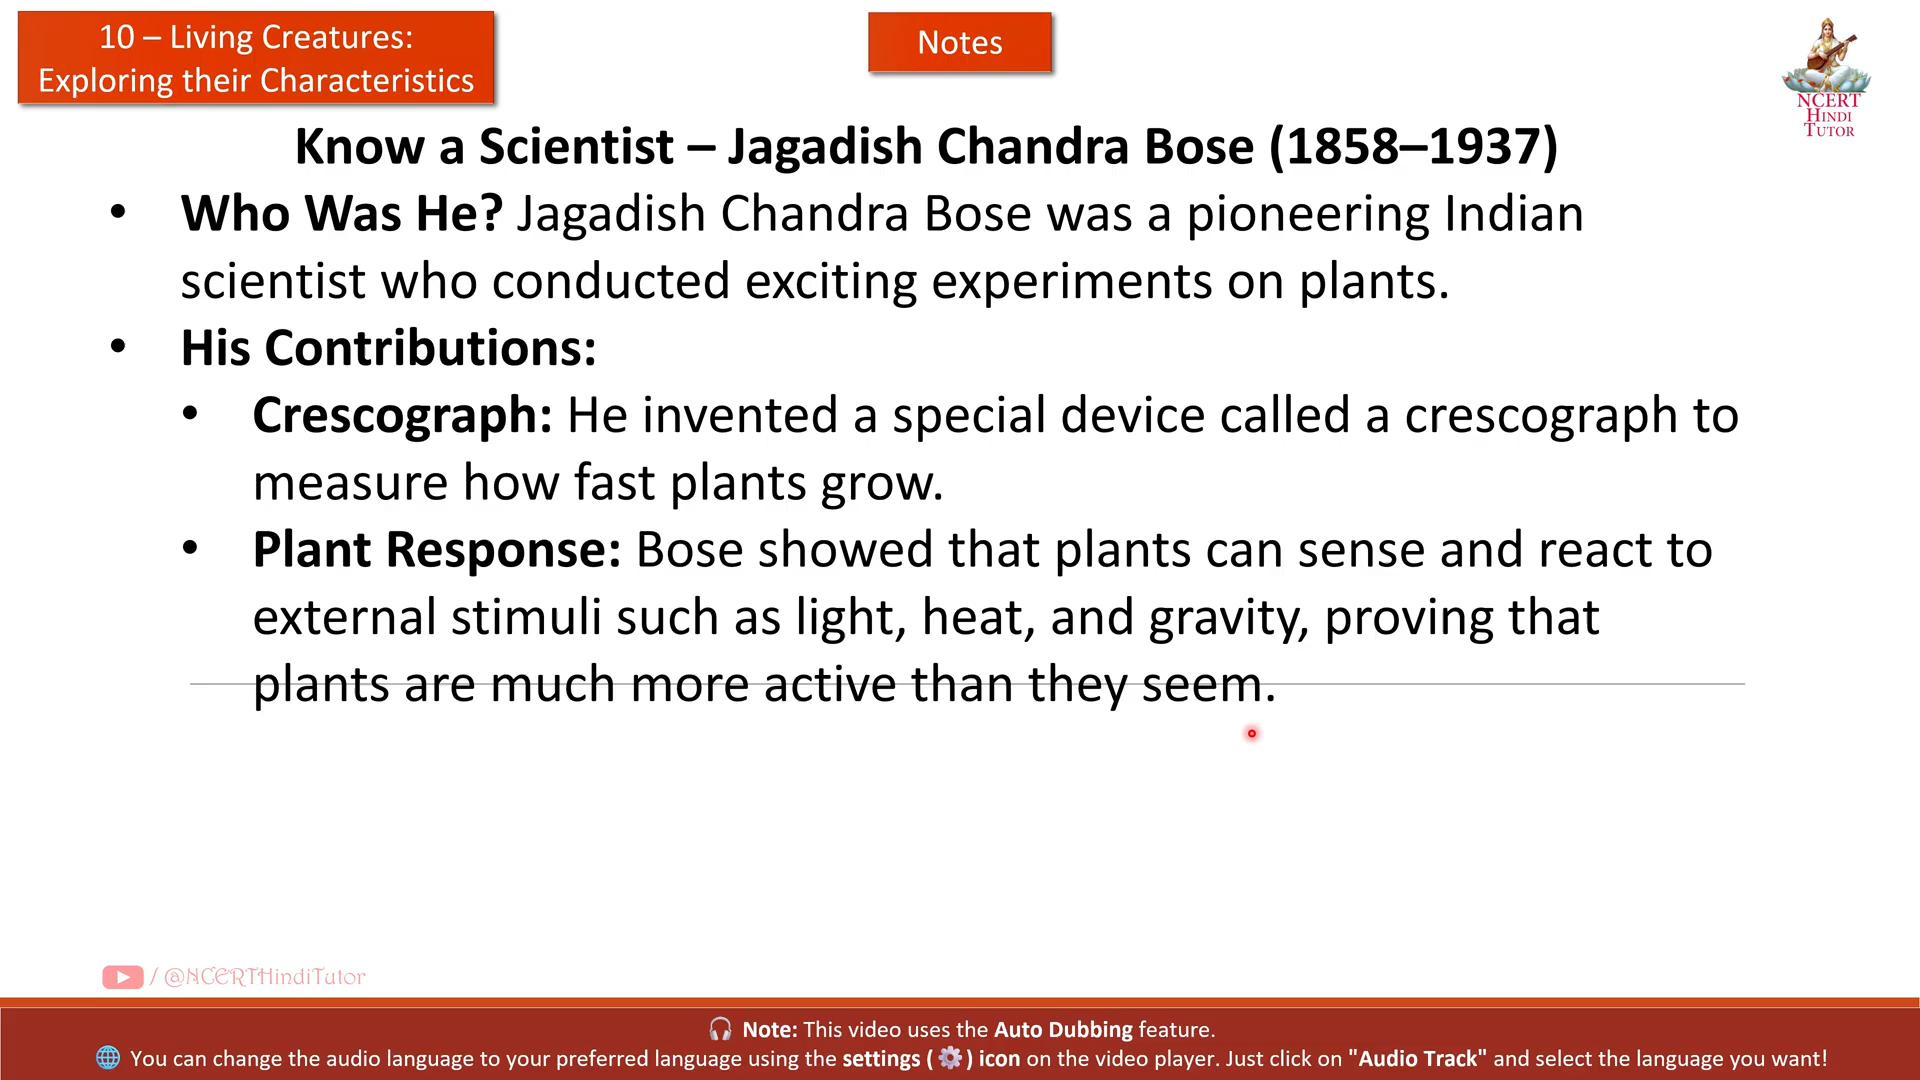 10 – Living Creatures:
Exploring their Characteristics
Notes
NCERT
HINDI
TUTOR
Know a Scientist – Jagadish Chandra Bose (1858–1937)
• Who Was He? Jagadish Chandra Bose was a pioneering Indian
scientist who conducted exciting experiments on plants.
• His Contributions:
• Crescograph: He invented a special device called a crescograph to
measure how fast plants grow.
• Plant Response: Bose showed that plants can sense and react to
external stimuli such as light, heat, and gravity, proving that
plants are much more active than they seem.
/ @NCERTHindiTutor
🎧 Note: This video uses the Auto Dubbing feature.
🌐 You can change the audio language to your preferred language using the settings ( ⚙️ ) icon on the video player. Just click on "Audio Track" and select the language you want!